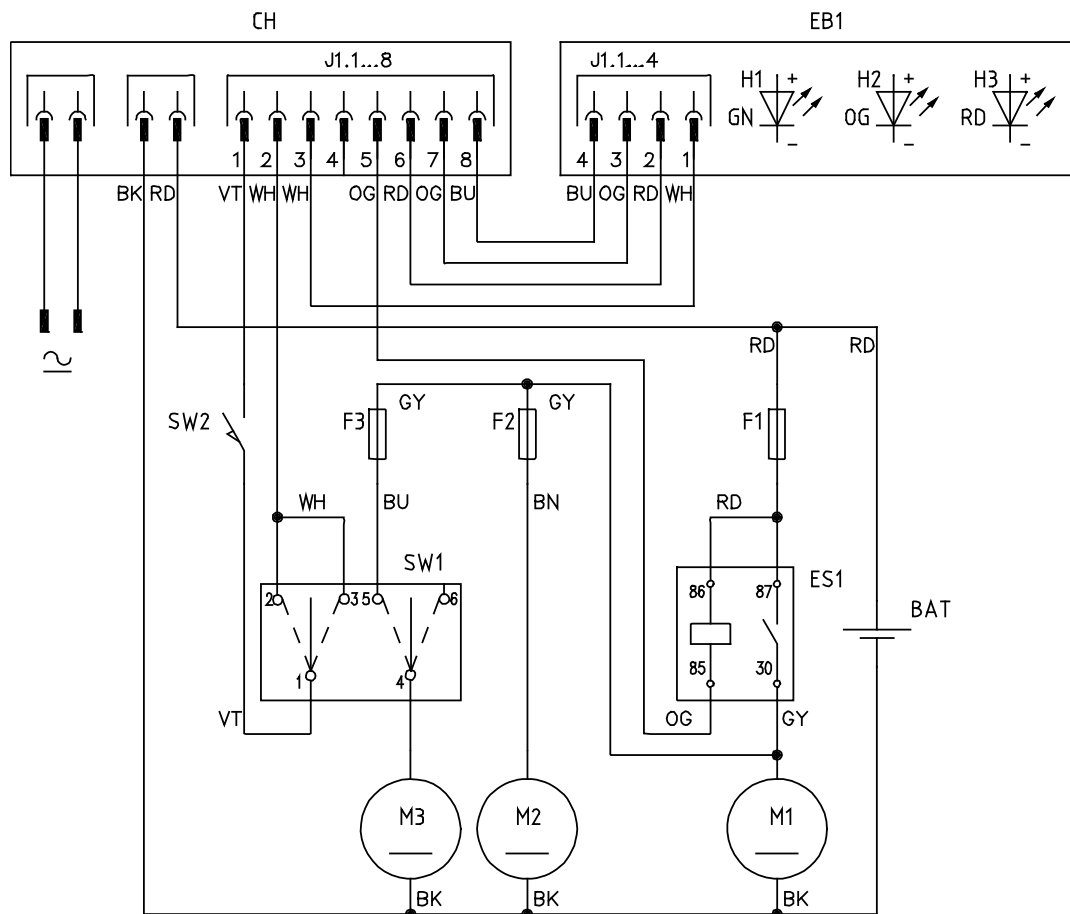 CH EB1
J1.1...8 J1.1...4 H1 + H2 + H3 +
GN OG RD
- - -
1 2 3 4 5 6 7 8 4 3 2 1
BK RD VT WH WH OG RD OG BU BU OG RD WH
RD RD
GY GY
SW2 F3 F2 F1
WH BU BN RD
SW1 ES1
2 3 5 6 86 87
BAT
1 4 85 30
VT OG GY
M3 M2 M1
BK BK BK